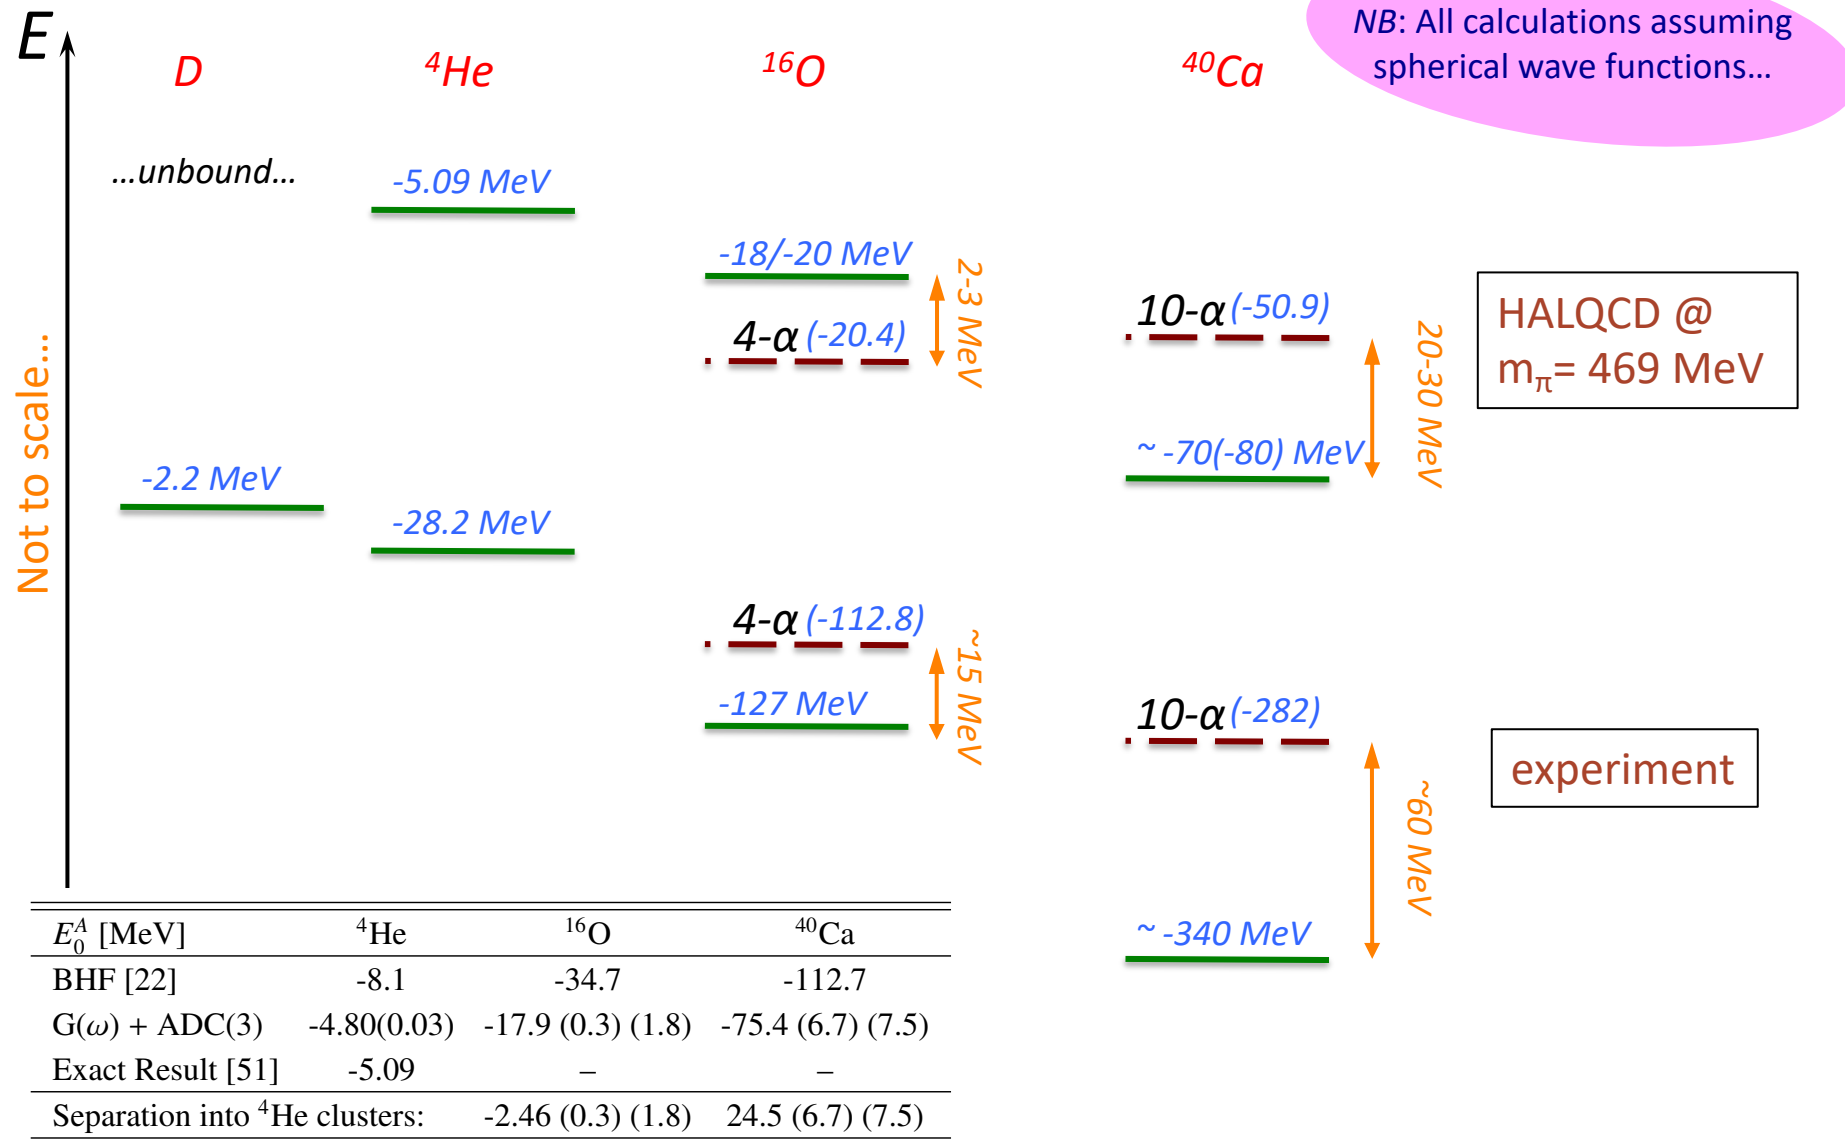 E
D
⁴He
¹⁶O
⁴⁰Ca
NB: All calculations assuming
spherical wave functions...
...unbound...
-5.09 MeV
-18/-20 MeV
4-α (-20.4)
2-3 MeV
10-α (-50.9)
~ -70(-80) MeV
20-30 MeV
HALQCD @
mπ= 469 MeV
Not to scale...
-2.2 MeV
-28.2 MeV
4-α (-112.8)
-127 MeV
~15 MeV
10-α (-282)
~ -340 MeV
~60 MeV
experiment
E₀ᴬ [MeV] ⁴He ¹⁶O ⁴⁰Ca
BHF [22] -8.1 -34.7 -112.7
G(ω) + ADC(3) -4.80(0.03) -17.9 (0.3) (1.8) -75.4 (6.7) (7.5)
Exact Result [51] -5.09 – –
Separation into ⁴He clusters: -2.46 (0.3) (1.8) 24.5 (6.7) (7.5)